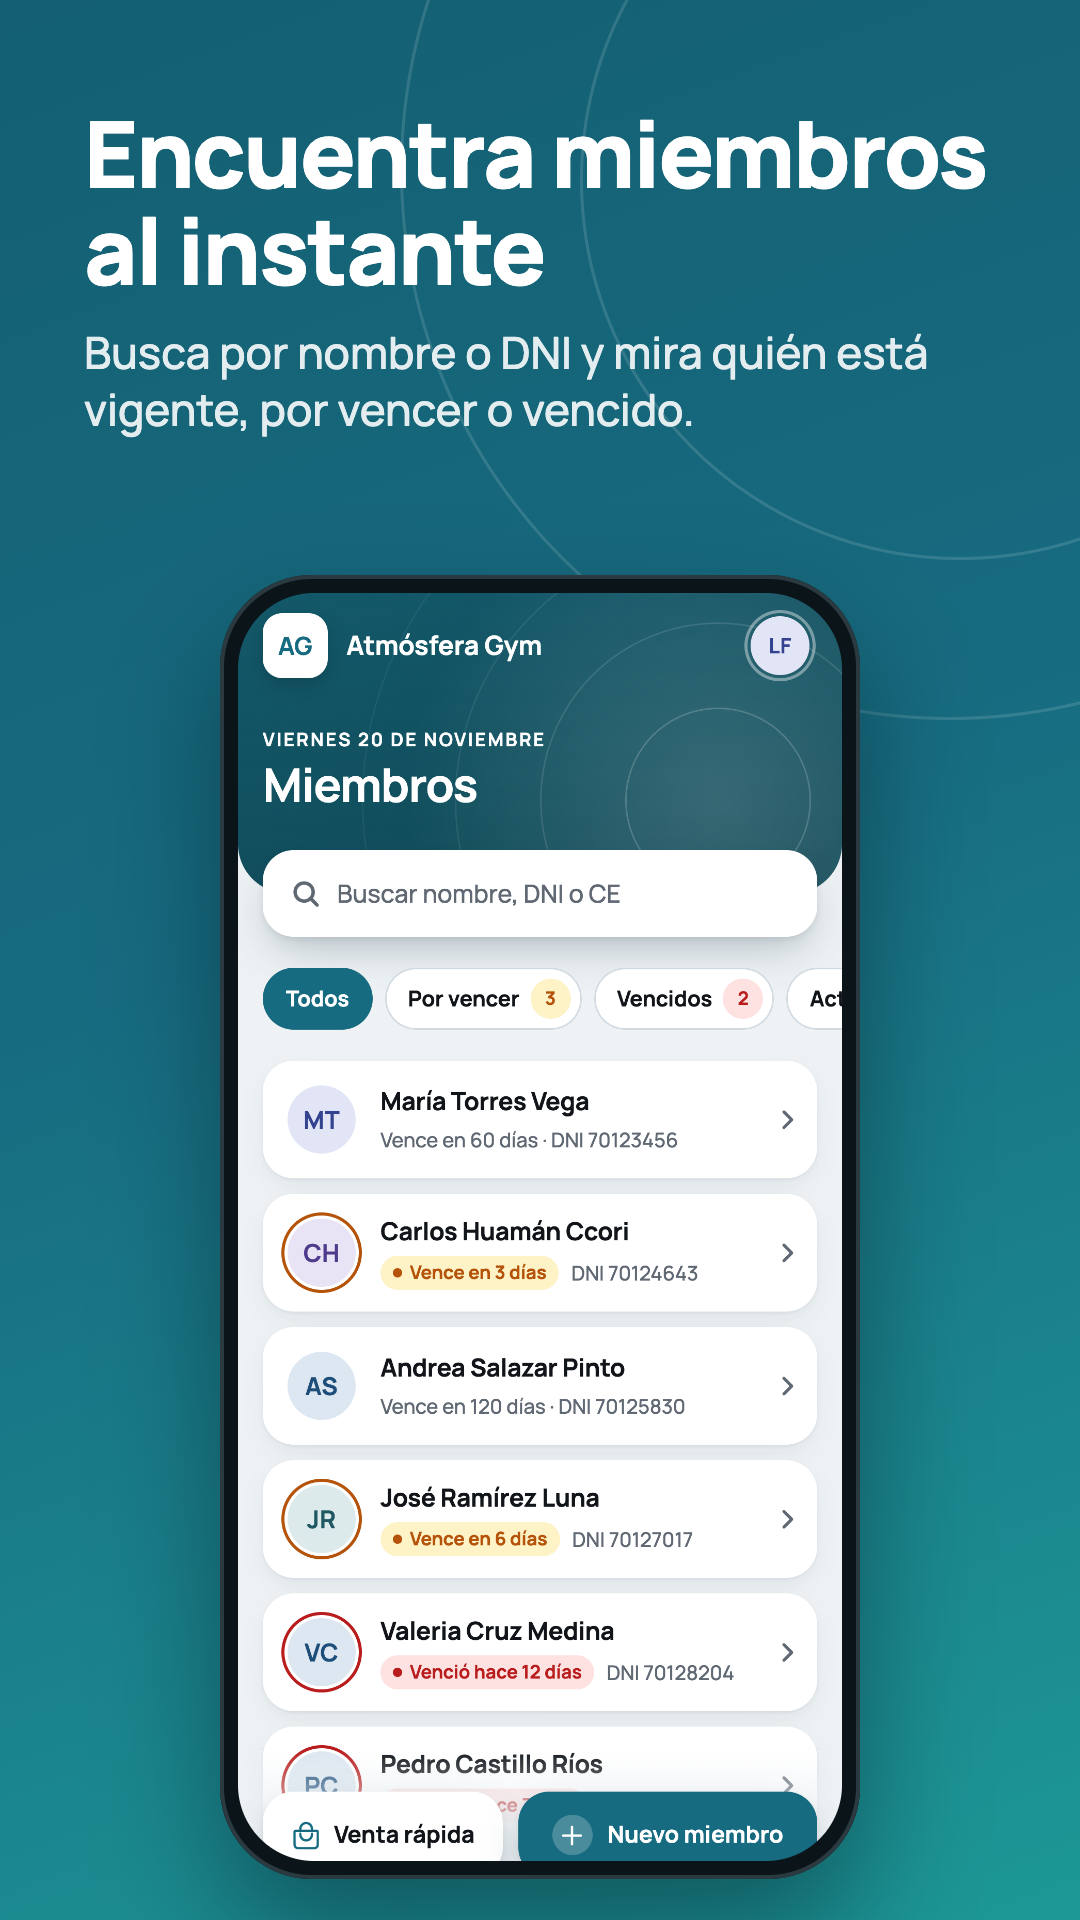 Encuentra miembros
al instante
Busca por nombre o DNI y mira quién está
vigente, por vencer o vencido.
AG
Atmósfera Gym
LF
VIERNES 20 DE NOVIEMBRE
Miembros
Buscar nombre, DNI o CE
Todos
Por vencer 3
Vencidos 2
MT
María Torres Vega
Vence en 60 días · DNI 70123456
CH
Carlos Huamán Ccori
Vence en 3 días DNI 70124643
AS
Andrea Salazar Pinto
Vence en 120 días · DNI 70125830
JR
José Ramírez Luna
Vence en 6 días DNI 70127017
VC
Valeria Cruz Medina
Venció hace 12 días DNI 70128204
PC
Pedro Castillo Ríos
Venta rápida
Nuevo miembro